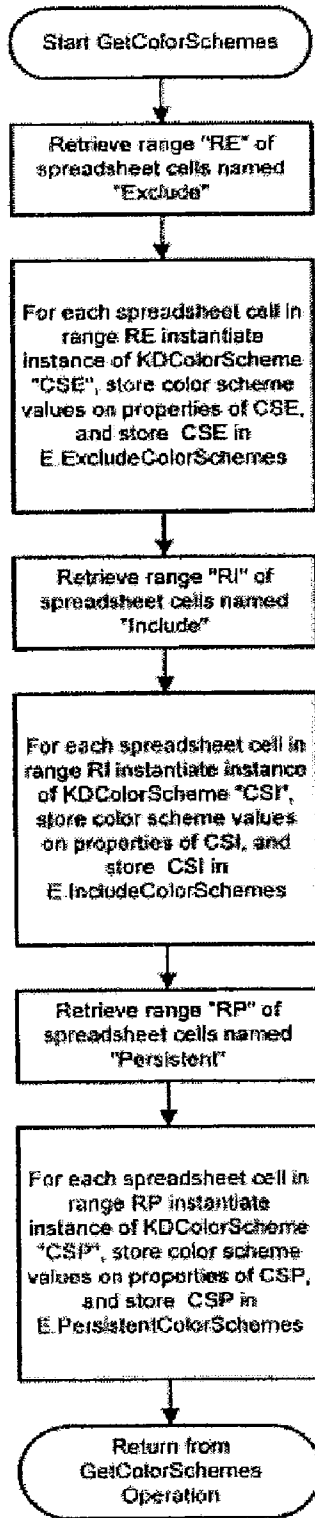 Start GetColorSchemes
Retrieve range "RE" of
spreadsheet cells named
"Exclude"
For each spreadsheet cell in
range RE instantiate
instance of KDColorScheme
"CSE", store color scheme
values on properties of CSE,
and store CSE in
E.ExcludeColorSchemes
Retrieve range "RI" of
spreadsheet cells named
"Include"
For each spreadsheet cell in
range RI instantiate instance
of KDColorScheme "CSI",
store color scheme values
on properties of CSI, and
store CSI in
E.IncludeColorSchemes
Retrieve range "RP" of
spreadsheet cells named
"Persistent"
For each spreadsheet cell in
range RP instantiate
instance of KDColorScheme
"CSP", store color scheme
values on properties of CSP,
and store CSP in
E.PersistentColorSchemes
Return from
GetColorSchemes
Operation